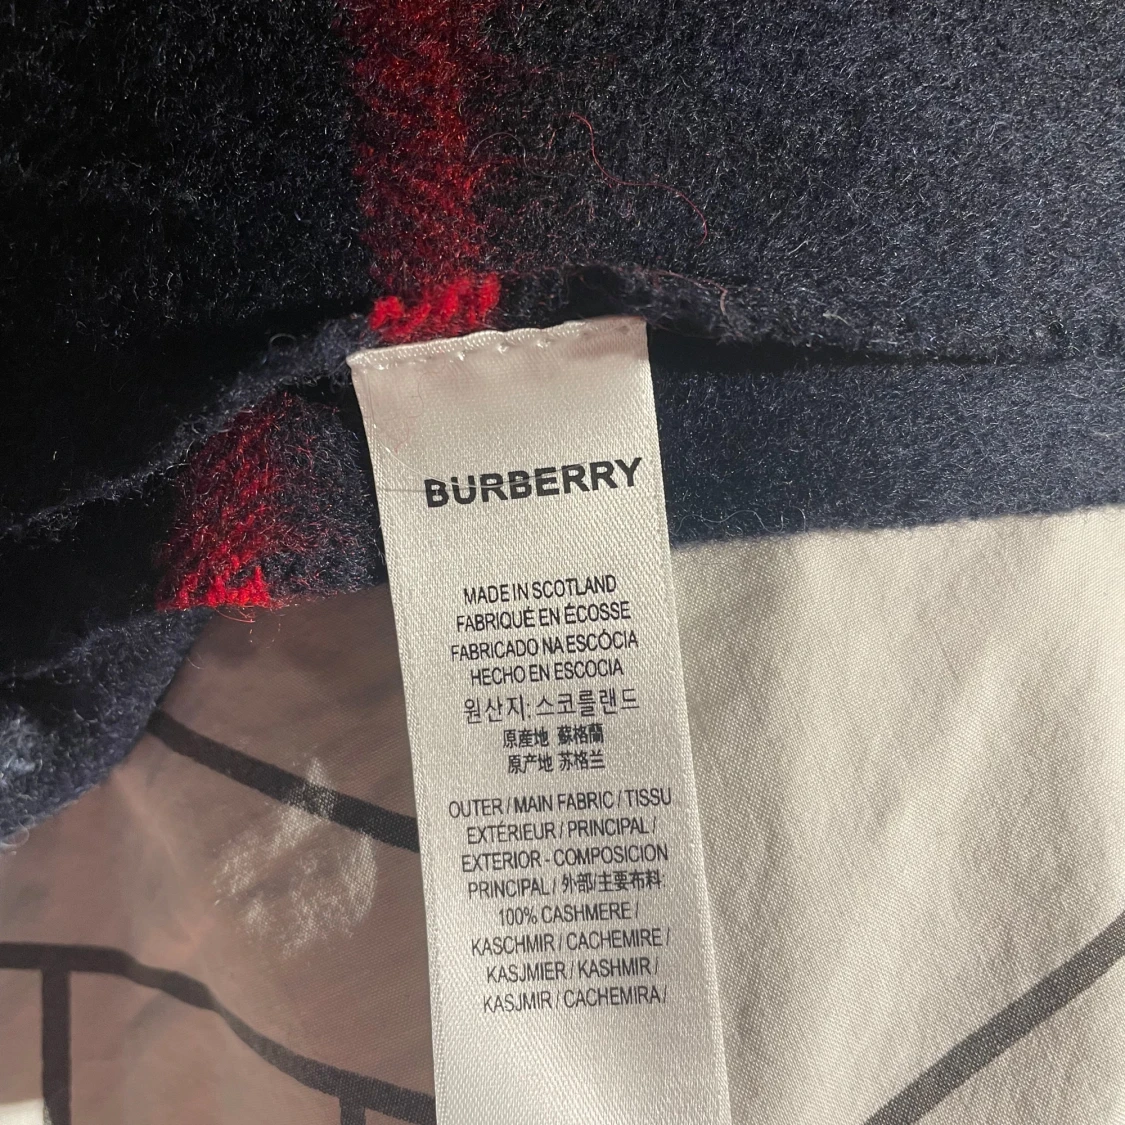 BURBERRY
MADE IN SCOTLAND
FABRIQUÉ EN ÉCOSSE
FABRICADO NA ESCÓCIA
HECHO EN ESCOCIA
원산지: 스코틀랜드
原產地 蘇格蘭
原产地 苏格兰
OUTER / MAIN FABRIC / TISSU
EXTÉRIEUR / PRINCIPAL /
EXTERIOR - COMPOSICION
PRINCIPAL / 外部/主要布料
100% CASHMERE /
KASCHMIR / CACHEMIRE /
KASJMIER / KASHMIR /
KASJMIR / CACHEMIRA /